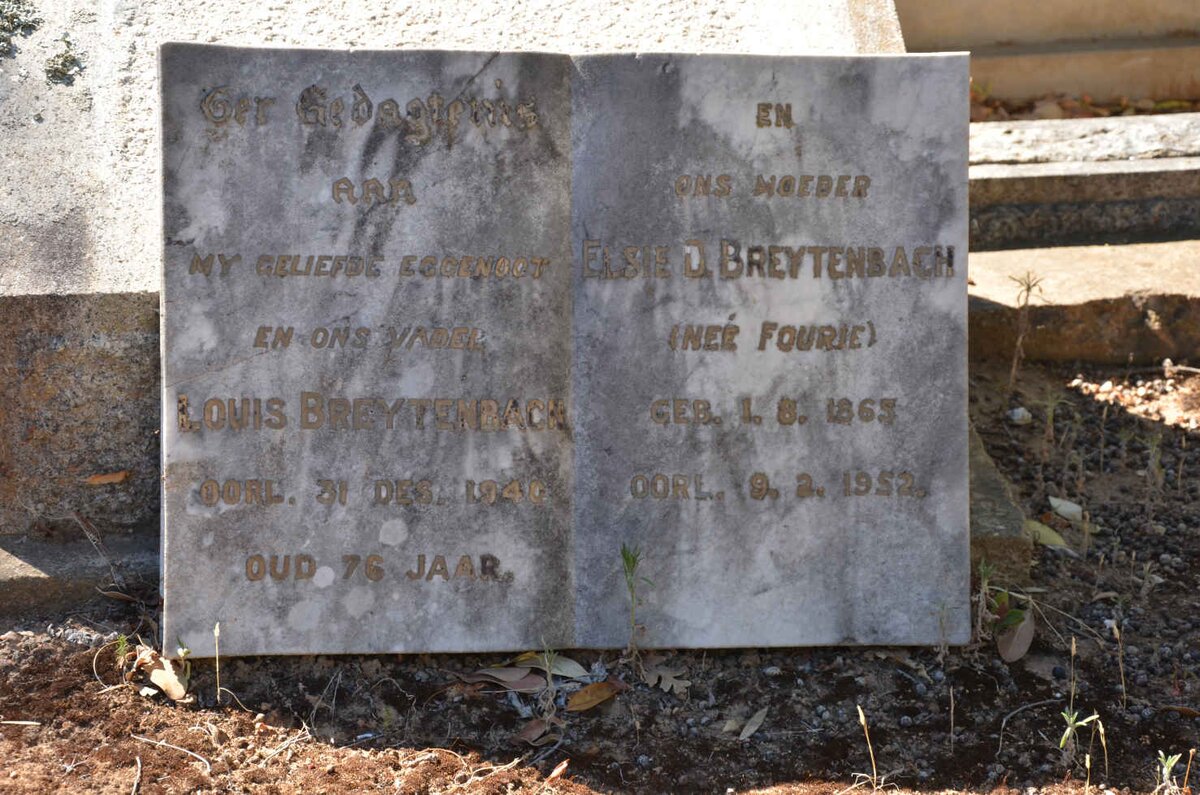 Ter Gedagtenis
AAN
MY GELIEFDE EGGENOOT
EN ONS VADER
LOUIS BREYTENBACH
OORL. 31 DES. 1940
OUD 76 JAAR.
EN
ONS MOEDER
ELSIE J. BREYTENBACH
(NEÉ FOURIE)
GEB. 1. 8. 1865
OORL. 9. 2. 1952.